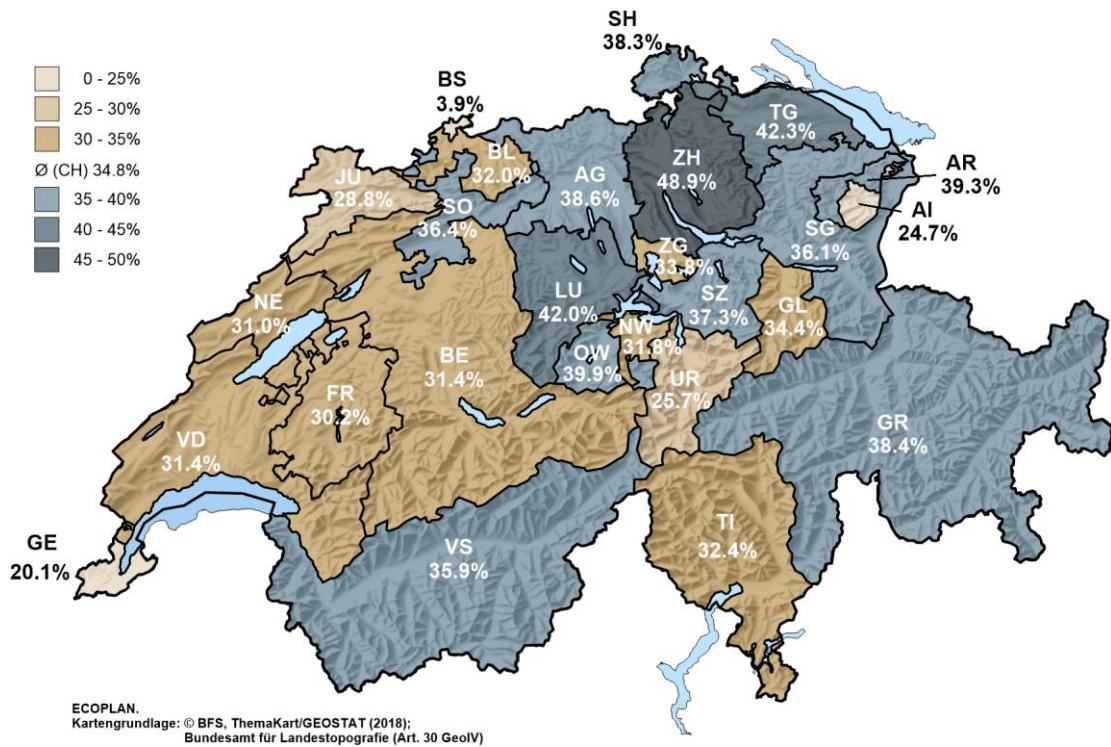 0 - 25%
25 - 30%
30 - 35%
Ø (CH) 34.8%
35 - 40%
40 - 45%
45 - 50%
SH
38.3%
BS
3.9%
TG
42.3%
BL
32.0%
ZH
48.9%
AG
38.6%
AR
39.3%
JU
28.8%
SO
36.4%
AI
24.7%
SG
36.1%
ZG
33.8%
LU
42.0%
SZ
37.3%
NE
31.0%
GL
34.4%
NW
31.8%
OW
39.9%
BE
31.4%
UR
25.7%
FR
30.2%
GR
38.4%
VD
31.4%
TI
32.4%
GE
20.1%
VS
35.9%
ECOPLAN.
Kartengrundlage: © BFS, ThemaKart/GEOSTAT (2018);
Bundesamt für Landestopografie (Art. 30 GeoIV)